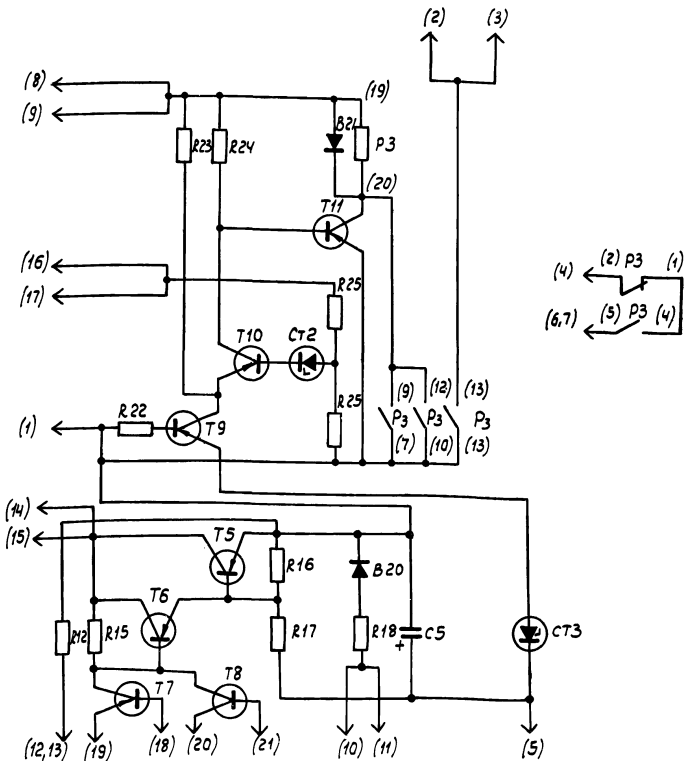 (2) (3)
(8) (19)
(9)
B21
R23 R24 P3
(20)
T11
(16)
(17)
R25
(2) P3 (1)
(4)
(5) P3 (4)
(6,7)
T10 СТ2
R25
(9) (12) (13)
R22
(1) T9 P3 P3 P3
(7) (10) (13)
(14)
(15) T5
R16 B20
T6
R12 R15 R17 R18 C5 СТ3
+
T7 T8
(12,13) (19) (18) (20) (21) (10) (11) (5)